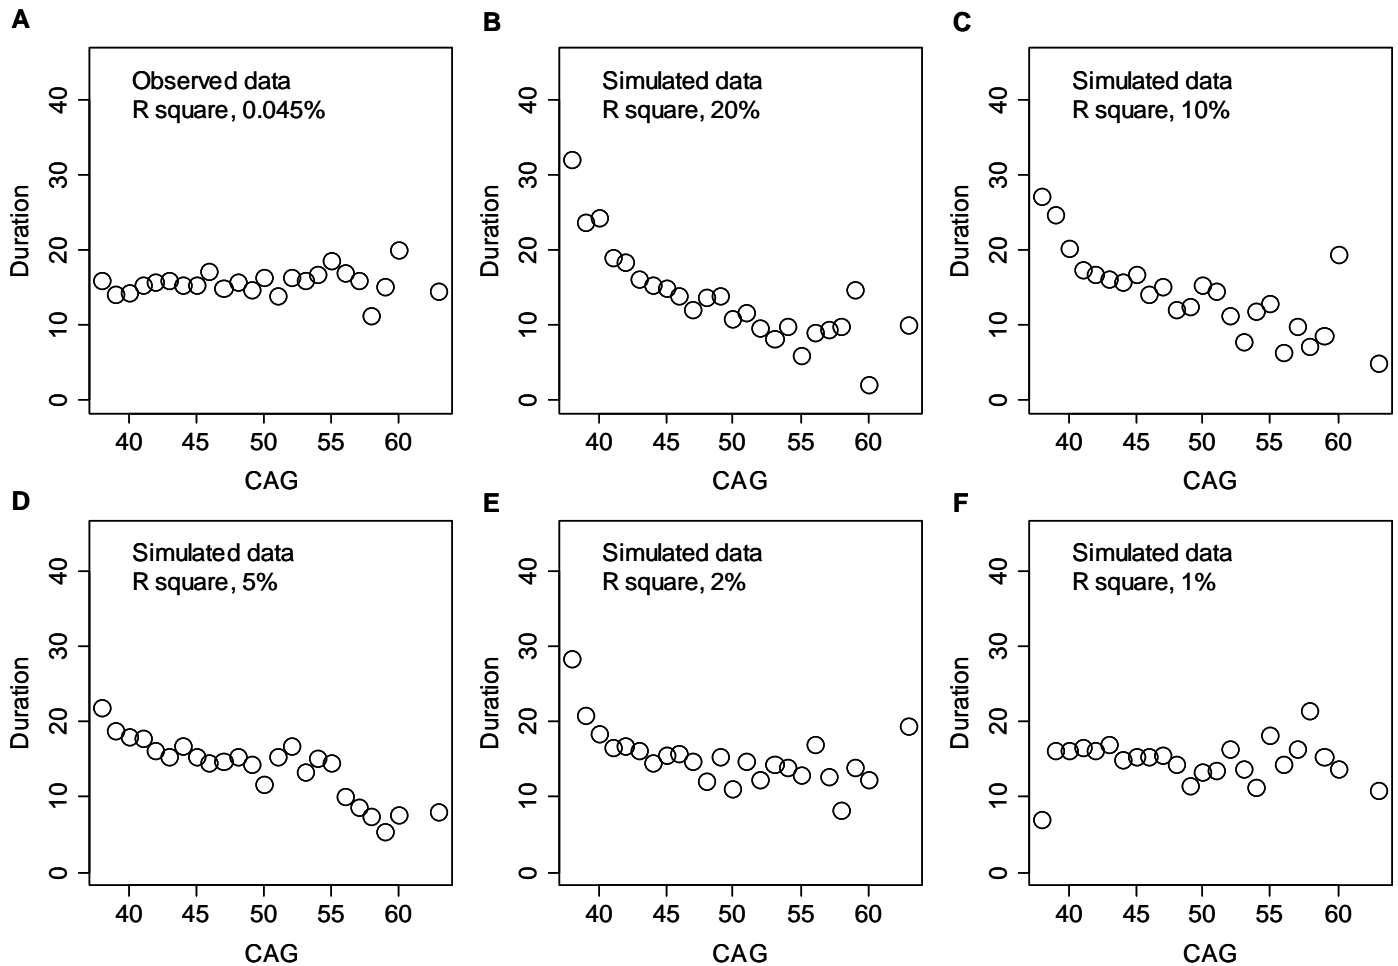 A
Observed data
R square, 0.045%
40
30
20
10
0
Duration
40 45 50 55 60
CAG
B
Simulated data
R square, 20%
40
30
20
10
0
Duration
40 45 50 55 60
CAG
C
Simulated data
R square, 10%
40
30
20
10
0
Duration
40 45 50 55 60
CAG
D
Simulated data
R square, 5%
40
30
20
10
0
Duration
40 45 50 55 60
CAG
E
Simulated data
R square, 2%
40
30
20
10
0
Duration
40 45 50 55 60
CAG
F
Simulated data
R square, 1%
40
30
20
10
0
Duration
40 45 50 55 60
CAG